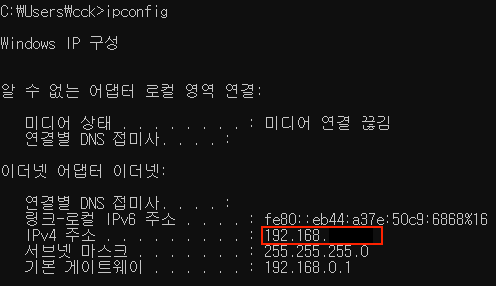 C:\Users\cck>ipconfig
Windows IP 구성
알 수 없는 어댑터 로컬 영역 연결:
미디어 상태 . . . . . . . . : 미디어 연결 끊김
연결별 DNS 접미사. . . . :
이더넷 어댑터 이더넷:
연결별 DNS 접미사. . . . :
링크-로컬 IPv6 주소 . . . . : fe80::eb44:a37e:50c9:6868%16
IPv4 주소 . . . . . . . . . : 192.168.
서브넷 마스크 . . . . . . . : 255.255.255.0
기본 게이트웨이 . . . . . . : 192.168.0.1